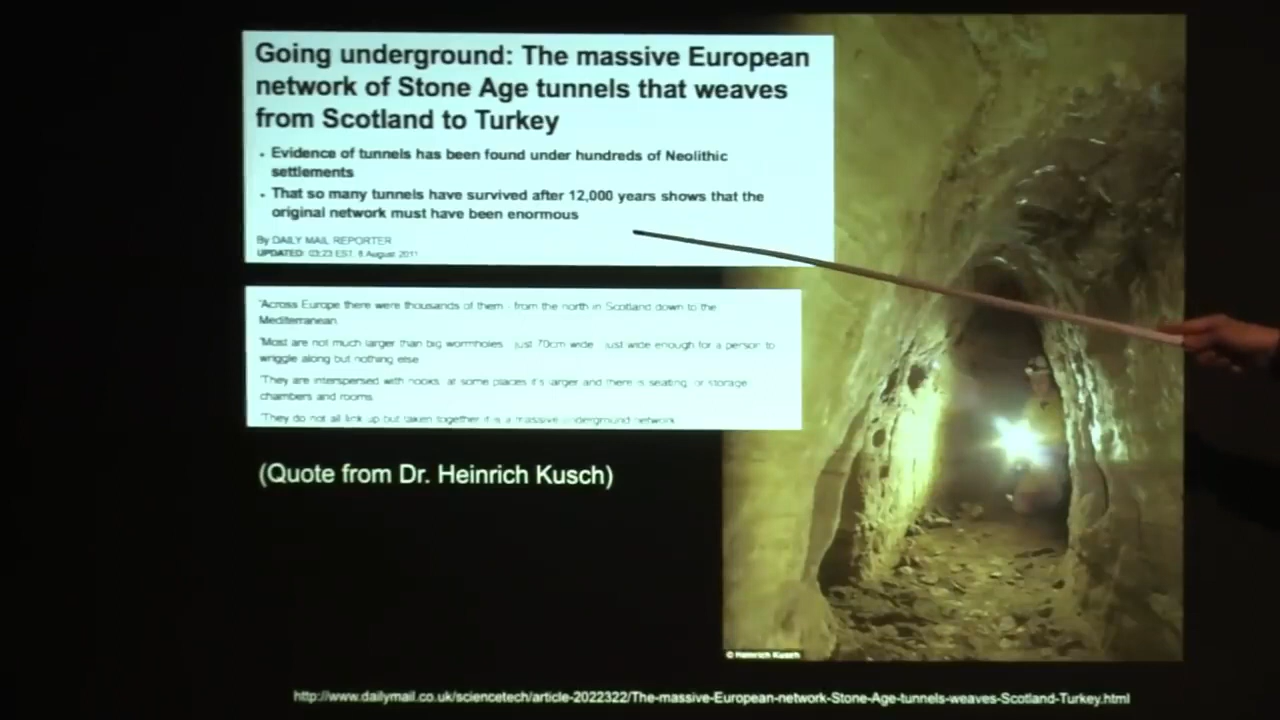 Going underground: The massive European
network of Stone Age tunnels that weaves
from Scotland to Turkey
• Evidence of tunnels has been found under hundreds of Neolithic
settlements
• That so many tunnels have survived after 12,000 years shows that the
original network must have been enormous
By DAILY MAIL REPORTER
UPDATED: 03:23 EST, 8 August 2011
'Across Europe there were thousands of them - from the north in Scotland down to the
Mediterranean
'Most are not much larger than big wormholes - just 70cm wide - just wide enough for a person to
wriggle along but nothing else
'They are interspersed with nooks, at some places it's larger and there is seating, or storage
chambers and rooms
'They do not all link up but taken together it is a massive underground network
(Quote from Dr. Heinrich Kusch)
© Heinrich Kusch
http://www.dailymail.co.uk/sciencetech/article-2022322/The-massive-European-network-Stone-Age-tunnels-weaves-Scotland-Turkey.html